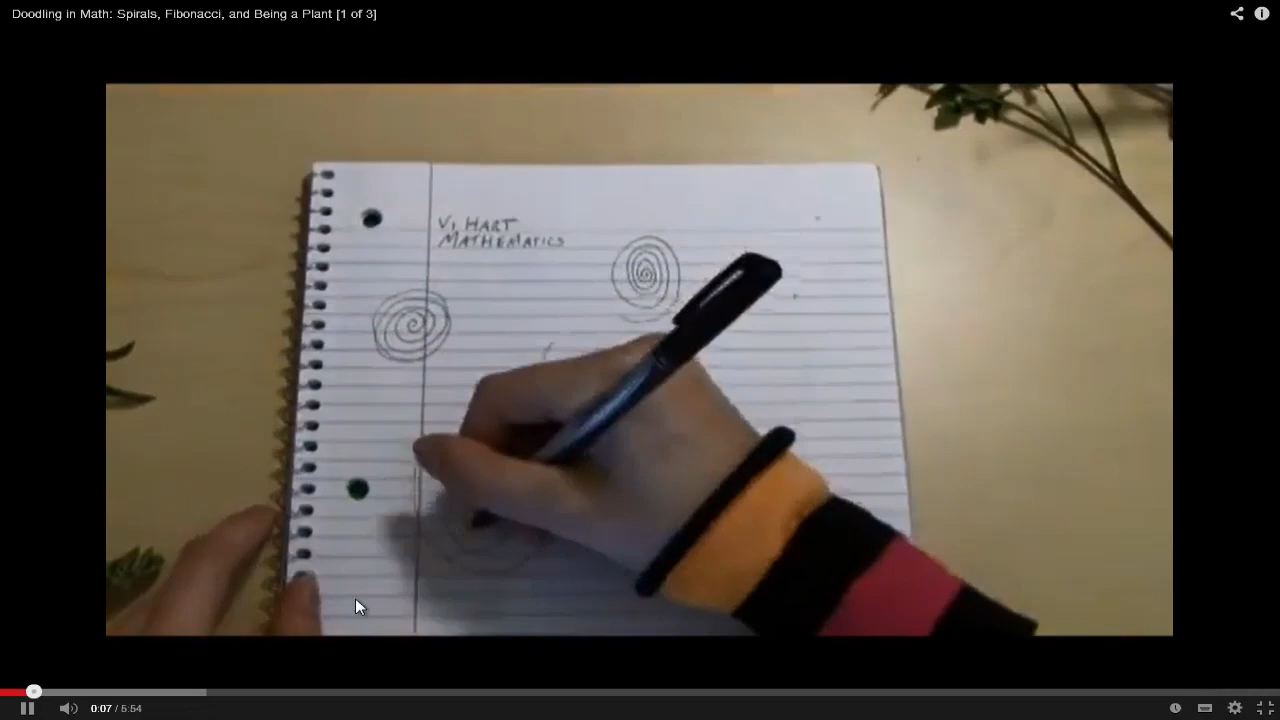 Doodling in Math: Spirals, Fibonacci, and Being a Plant [1 of 3]
VI HART
MATHEMATICS
0:07 / 5:54